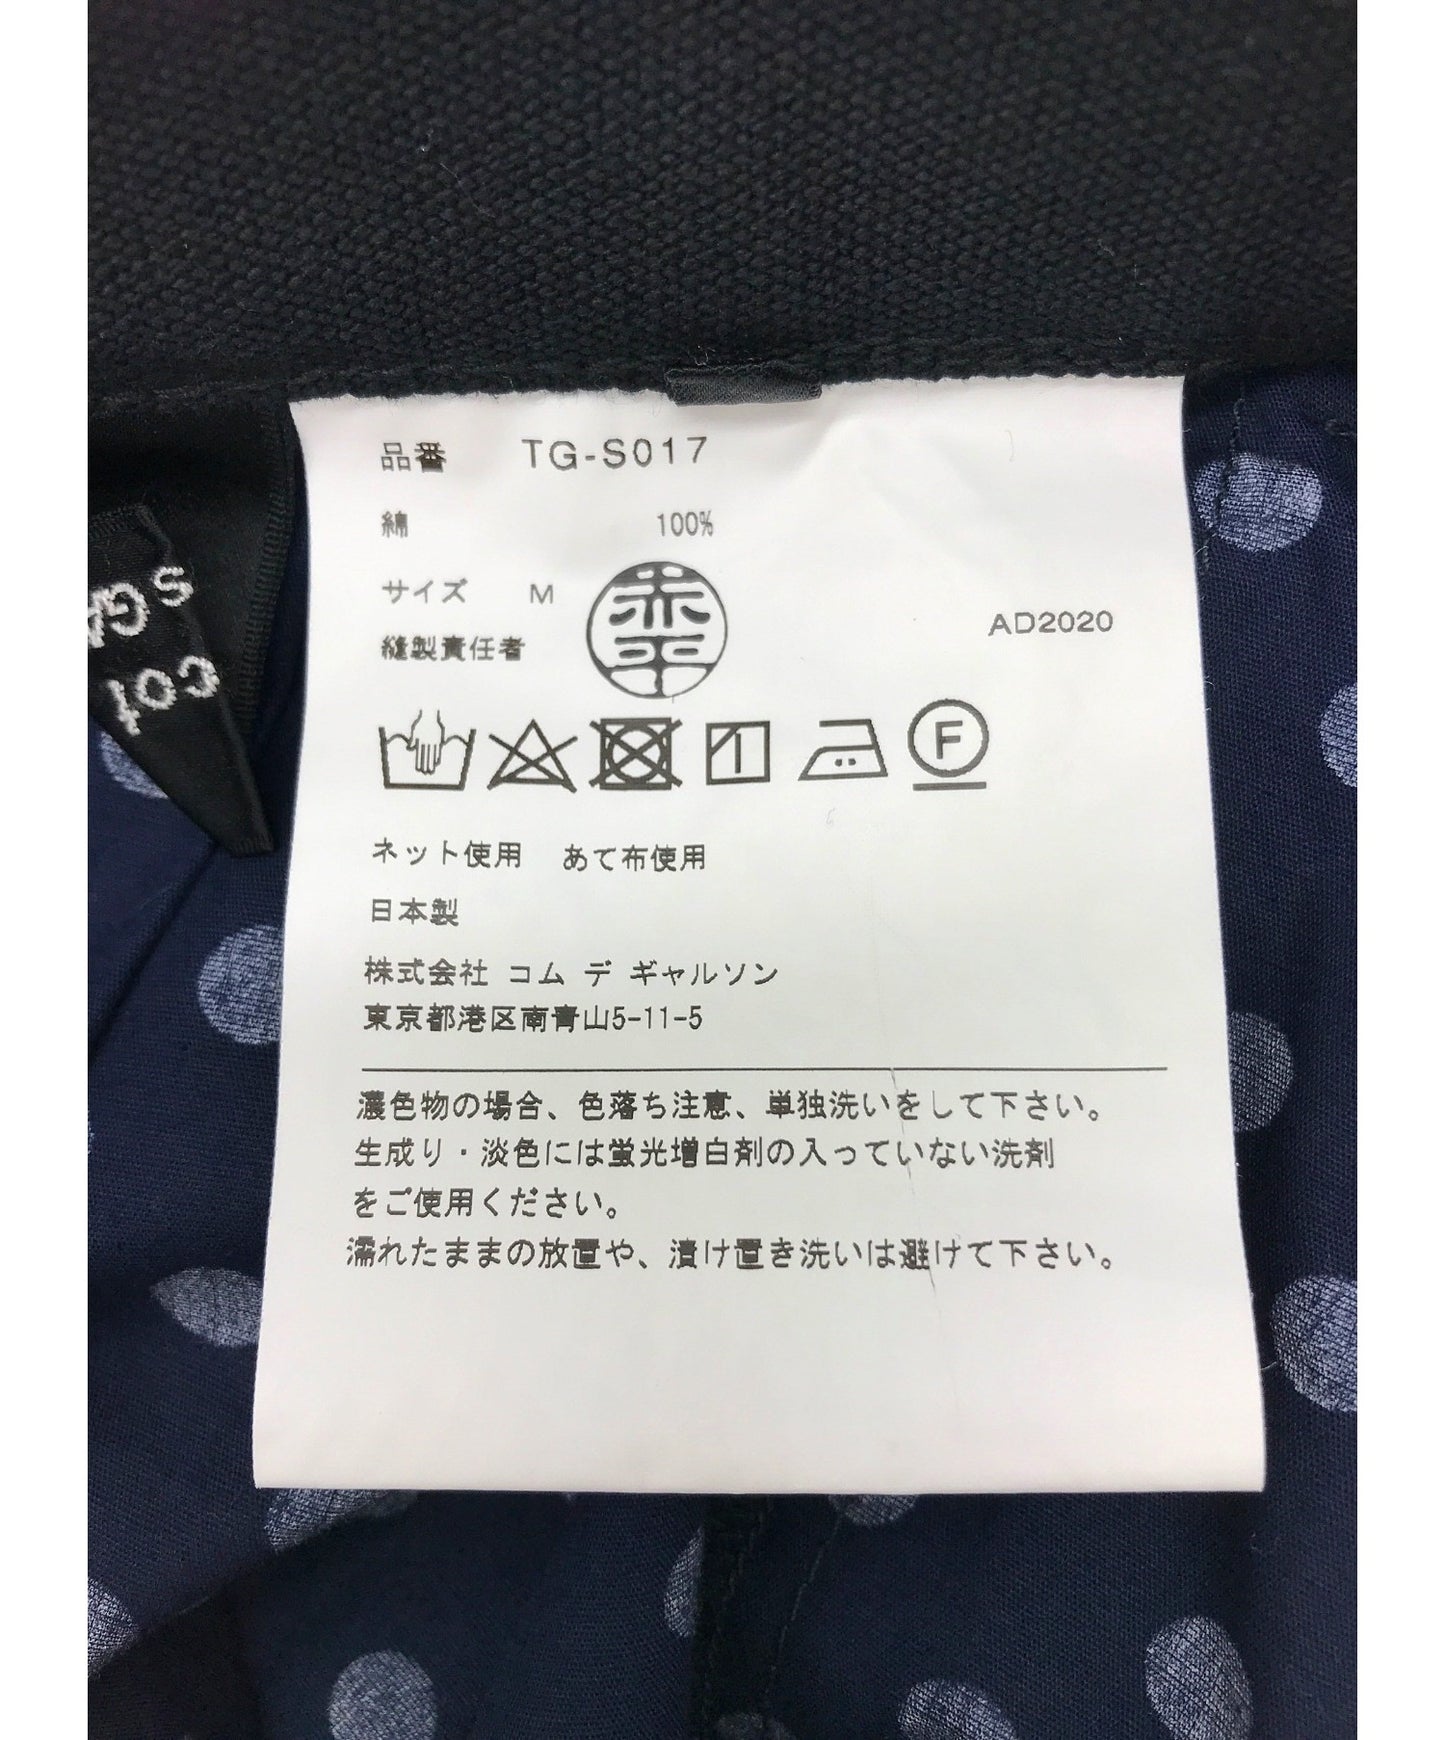 品番 TG-S017
綿 100%
サイズ M
赤平
AD2020
縫製責任者
F
ネット使用 あて布使用
日本製
株式会社 コム デ ギャルソン
東京都港区南青山5-11-5
濃色物の場合、色落ち注意、単独洗いをして下さい。
生成り・淡色には蛍光増白剤の入っていない洗剤
をご使用ください。
濡れたままの放置や、漬け置き洗いは避けて下さい。